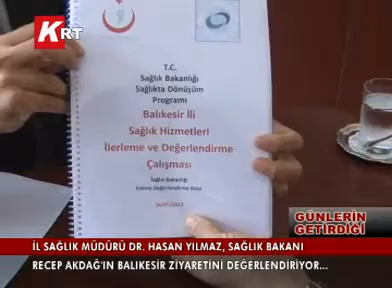 KRT
T.C.
Sağlık Bakanlığı
Sağlıkta Dönüşüm
Programı
Balıkesir İli
Sağlık Hizmetleri
İlerleme ve Değerlendirme
Çalışması
Sağlık Bakanlığı
GÜNLERİN
GETİRDİĞİ
İL SAĞLIK MÜDÜRÜ DR. HASAN YILMAZ, SAĞLIK BAKANI
RECEP AKDAĞ'IN BALIKESİR ZİYARETİNİ DEĞERLENDİRİYOR...